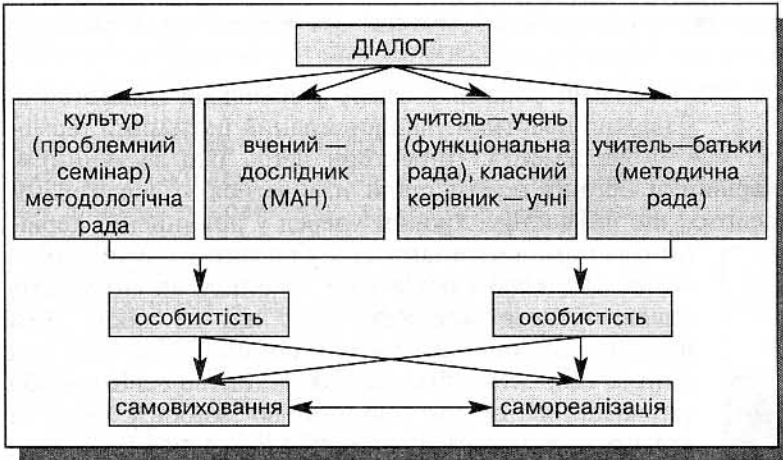 ДІАЛОГ
культур
(проблемний
семінар)
методологічна
рада
вчений —
дослідник
(МАН)
учитель—учень
(функціональна
рада), класний
керівник—учні
учитель—батьки
(методична
рада)
особистість
особистість
самовиховання
самореалізація